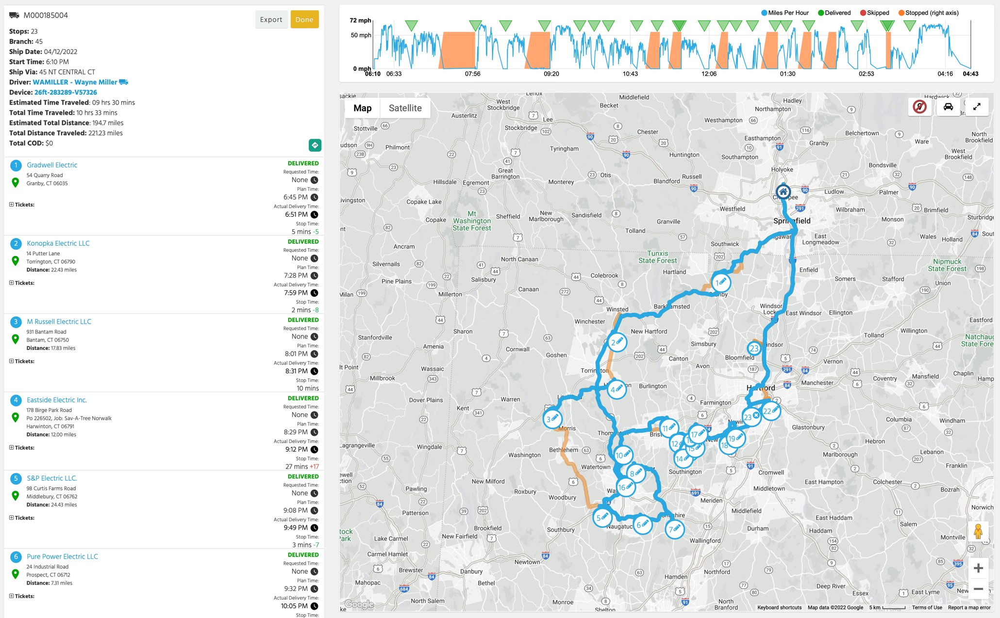 M000185004
Export
Done
Stops: 23
Branch: 45
Ship Date: 04/12/2022
Start Time: 6:10 PM
Ship Via: 45 NT CENTRAL CT
Driver: WAMILLER - Wayne Miller
Device: 26ft-283289-V57326
Estimated Time Traveled: 09 hrs 30 mins
Total Time Traveled: 10 hrs 33 mins
Estimated Total Distance: 194.7 miles
Total Distance Traveled: 221.23 miles
Total COD: $0
1 Gradwell Electric
54 Quarry Road
Granby, CT 06035
Tickets:
DELIVERED
Requested Time:
None
Plan Time:
6:45 PM
Actual Delivery Time:
6:51 PM
Stop Time:
5 mins -5
2 Konopka Electric LLC
14 Putter Lane
Torrington, CT 06790
Distance: 22.43 miles
Tickets:
DELIVERED
Requested Time:
None
Plan Time:
7:28 PM
Actual Delivery Time:
7:59 PM
Stop Time:
2 mins -8
3 M Russell Electric LLC
931 Bantam Road
Bantam, CT 06750
Distance: 17.83 miles
Tickets:
DELIVERED
Requested Time:
None
Plan Time:
8:01 PM
Actual Delivery Time:
8:31 PM
Stop Time:
10 mins
4 Eastside Electric Inc.
178 Birge Park Road
Po 226502, Job: Sav-A-Tree Norwalk
Harwinton, CT 06791
Distance: 12.00 miles
Tickets:
DELIVERED
Requested Time:
None
Plan Time:
8:29 PM
Actual Delivery Time:
9:12 PM
Stop Time:
27 mins +17
5 S&P Electric LLC.
98 Curtis Farms Road
Middlebury, CT 06762
Distance: 24.43 miles
Tickets:
DELIVERED
Requested Time:
None
Plan Time:
9:08 PM
Actual Delivery Time:
9:49 PM
Stop Time:
3 mins -7
6 Pure Power Electric LLC
24 Industrial Road
Prospect, CT 06712
Distance: 7.31 miles
Tickets:
DELIVERED
Requested Time:
None
Plan Time:
9:32 PM
Actual Delivery Time:
10:05 PM
Stop Time:
Miles Per Hour
Delivered
Skipped
Stopped (right axis)
72 mph
50 mph
0 mph
06:10 06:33 07:56 09:20 10:43 12:06 01:30 02:53 04:16 04:43
Map
Satellite
Lenox
Middlefield
Hadley
Hardwick
West Stockbridge
Becket
Northampton
Austerlitz
Lee
Westhampton
Stottville
Stockbridge
Chester
Belchertown
North Brookfield
Easthampton
Ware
Philmont
Tyringham
Granby
Huntington
Southampton
West Brookfield
Holyoke
Bondsville
Great Barrington
Otis
Russell
Hillsdale
Egremont
Monterey
Blandford
Ludlow
Palmer
Copake Lake
Mt Washington State Forest
Sheffield
New Marlborough
Sandisfield
Westfield
Wilbraham
Brimfield
Copake
Granville
Springfield
Monson
Sturbridge
Tolland
East Longmeadow
Wales
Holland
Ancram
Southwick
Tunxis State Forest
North Canaan
Silvernails
Hartland
Enfield
Nipmuck State Forest
Pine Plains
Salisbury
Colebrook
Somers
Stafford
Union
Milan
Millerton
Canaan
Barkhamsted
Winsted
Windsor Lock
East Windsor
Ellington
Winchester
Eastford
Stanfordville
Sharon
New Hartford
Tolland
Willington
Amenia
Cornwall
Simsbury
Natchaug State Fore
Goshen
Canton
Bloomfield
Avon
Vernon
Wassaic
Torrington
Coventry
Mansfield
Chaplin
Hamp
Millbrook
Burlington
Hartford
Manchester
Dover Plains
Warren
Farmington
Kent
Columbia
Windham
Morris
Glastonbury
Lagrangeville
Wingdale
Bethlehem
Hebron
Washington
Watertown
Marlborough
Lebanon
Southington
Cromwell
Franklin
New Milford
Pawling
Roxbury
Middletown
East Hampton
Colchester
Bozrah
Woodbury
Meriden
Norwich
Patterson
Middlefield
East Haddam
Salem
Brookfield
Southbury
Durham
Haddam
Lake Carmel
New Fairfield
Wallingford
Montville
Carmel Hamlet
Newtown
Brewster
Danbury
Northford
Hamden
Mahopac
Bethel
Deep River
Essex
East Lyme
North Salem
Monroe
Shelton
North Branford
1 2 3 4 5 6 7 8 10 11 12 14 15 16 17 18 19 22 23 23
Google
Keyboard shortcuts
Map data ©2022 Google
5 km
Terms of Use
Report a map error